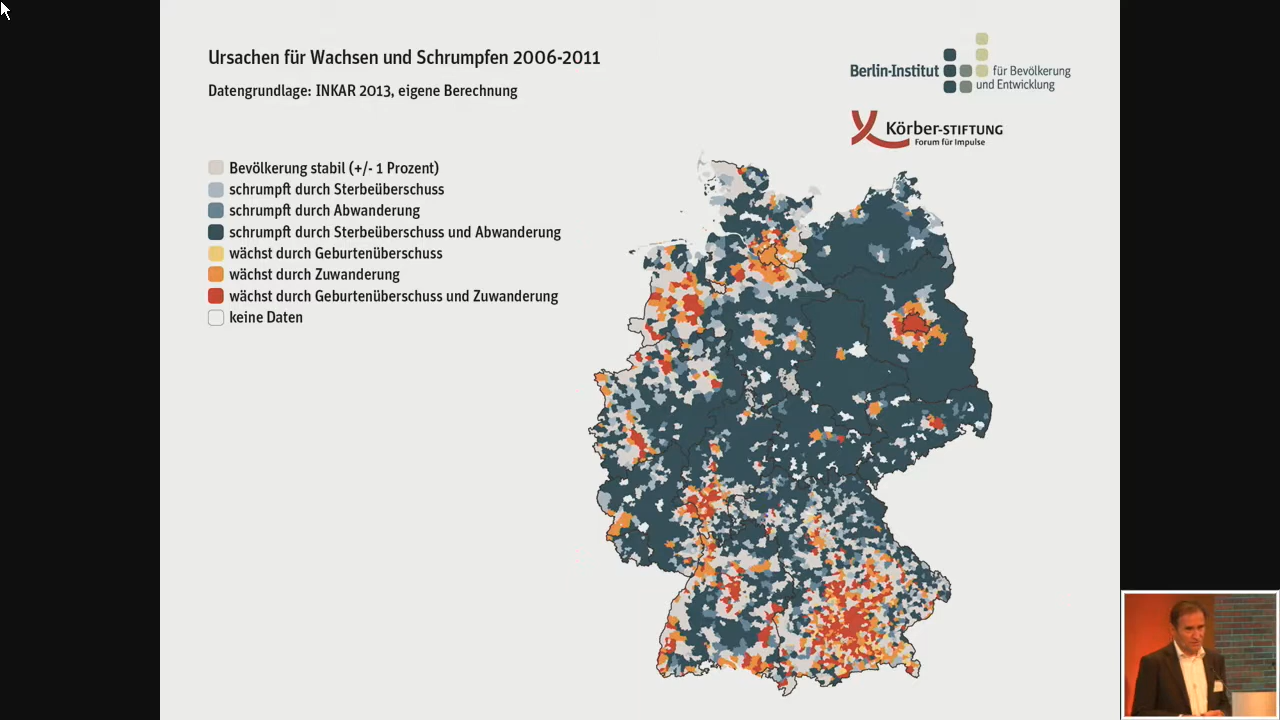 Ursachen für Wachsen und Schrumpfen 2006-2011
Datengrundlage: INKAR 2013, eigene Berechnung
Berlin-Institut für Bevölkerung
und Entwicklung
Körber-STIFTUNG
Forum für Impulse
Bevölkerung stabil (+/- 1 Prozent)
schrumpft durch Sterbeüberschuss
schrumpft durch Abwanderung
schrumpft durch Sterbeüberschuss und Abwanderung
wächst durch Geburtenüberschuss
wächst durch Zuwanderung
wächst durch Geburtenüberschuss und Zuwanderung
keine Daten